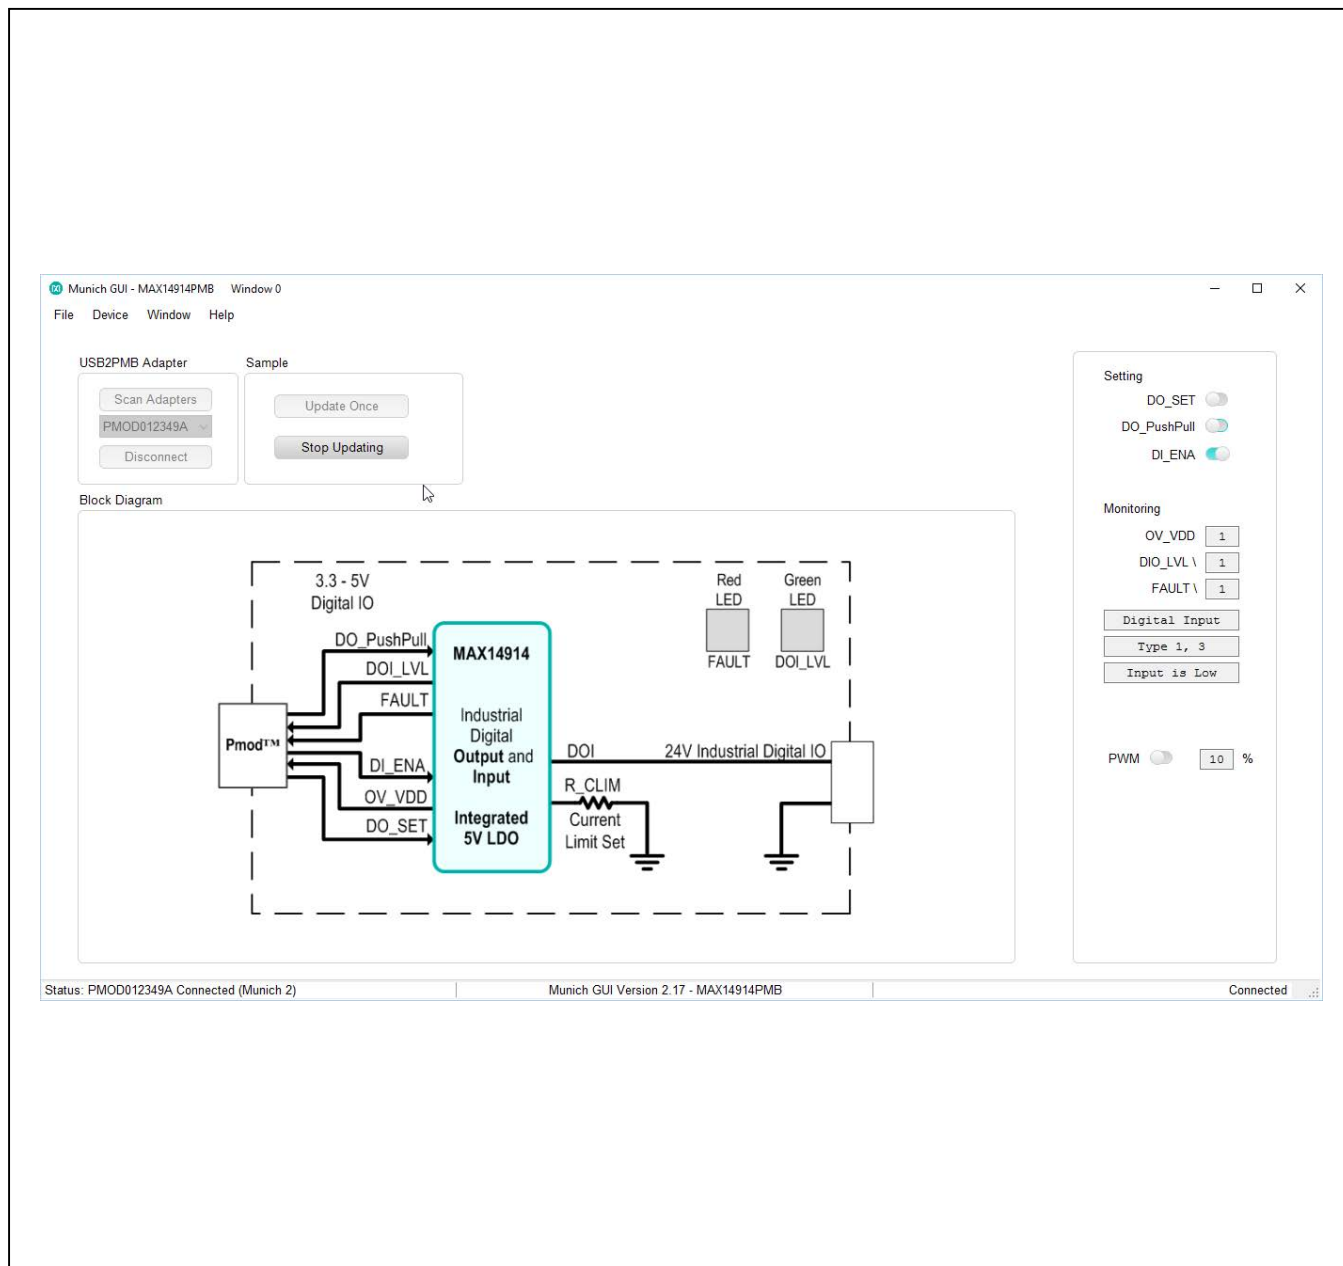 Munich GUI - MAX14914PMB Window 0
File Device Window Help
USB2PMB Adapter
Scan Adapters
PMOD012349A
Disconnect
Sample
Update Once
Stop Updating
Block Diagram
3.3 - 5V
Digital IO
DO_PushPull
DOI_LVL
FAULT
Pmod™
DI_ENA
OV_VDD
DO_SET
MAX14914
Industrial
Digital
Output and
Input
Integrated
5V LDO
Red
LED
FAULT
Green
LED
DOI_LVL
DOI
24V Industrial Digital IO
R_CLIM
Current
Limit Set
Setting
DO_SET
DO_PushPull
DI_ENA
Monitoring
OV_VDD 1
DIO_LVL \ 1
FAULT \ 1
Digital Input
Type 1, 3
Input is Low
PWM 10 %
Status: PMOD012349A Connected (Munich 2)
Munich GUI Version 2.17 - MAX14914PMB
Connected